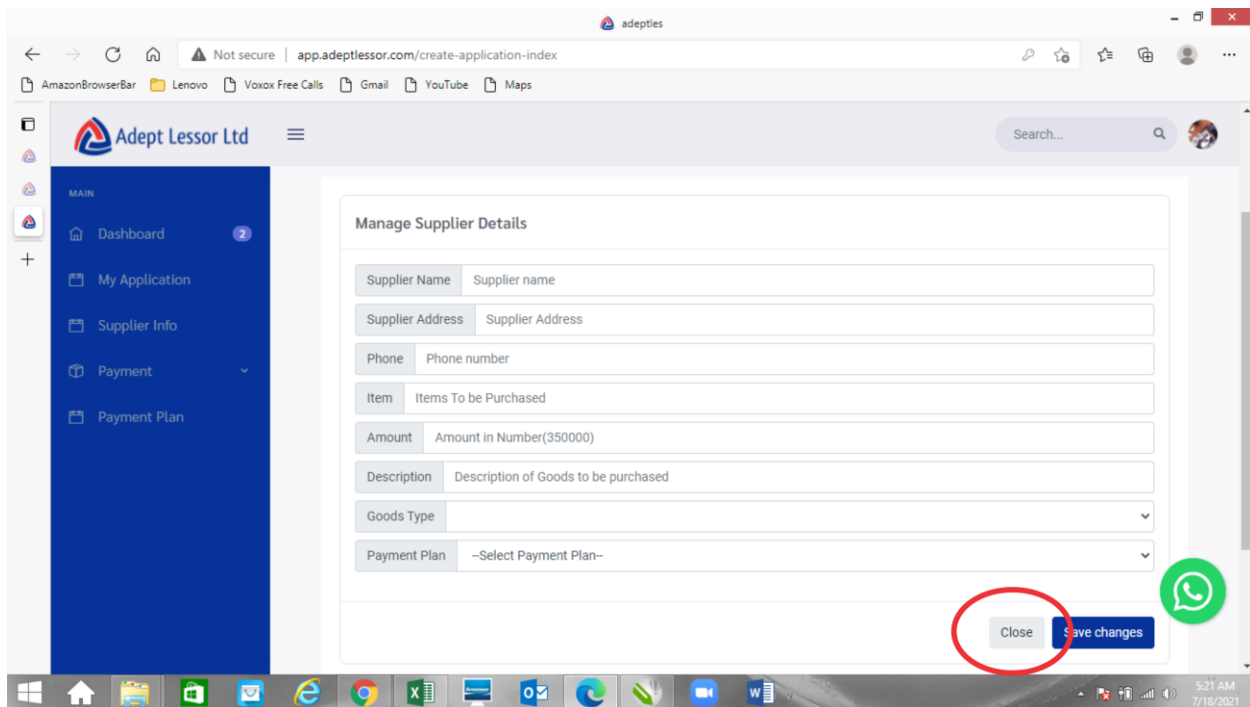 adeptles
Not secure | app.adeptlessor.com/create-application-index
AmazonBrowserBar Lenovo Voxox Free Calls Gmail YouTube Maps
Adept Lessor Ltd
Search...
MAIN
Dashboard 2
My Application
Supplier Info
Payment
Payment Plan
Manage Supplier Details
Supplier Name Supplier name
Supplier Address Supplier Address
Phone Phone number
Item Items To be Purchased
Amount Amount in Number(350000)
Description Description of Goods to be purchased
Goods Type
Payment Plan --Select Payment Plan--
Close Save changes
5:21 AM
7/18/2021